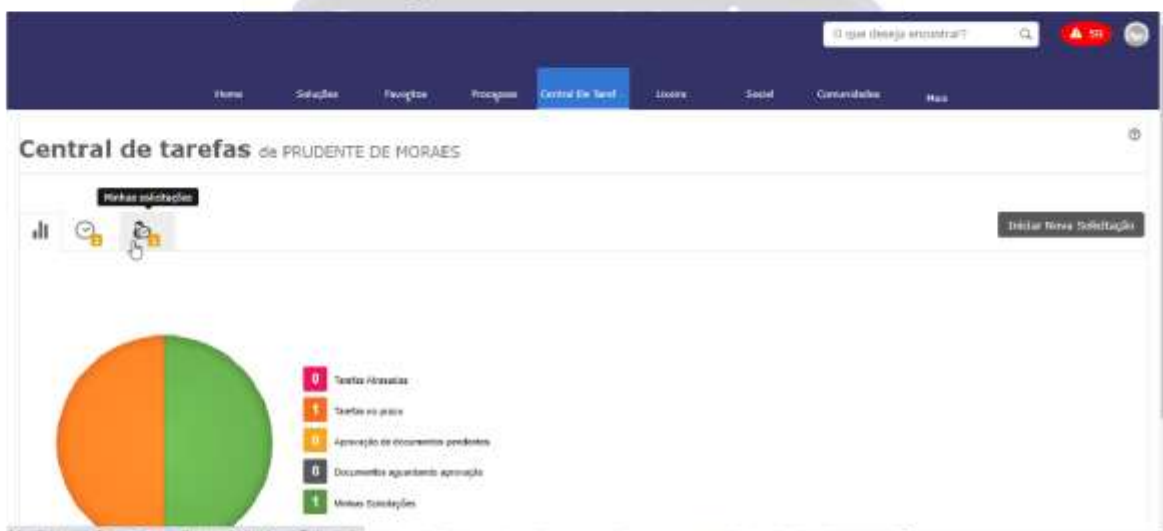 O que deseja encontrar?
Home Soluções Favoritos Processos Central De Taref Lixeira Social Comunidades Mais
Central de tarefas de PRUDENTE DE MORAES
Minhas solicitações
Iniciar Nova Solicitação
0 Tarefas Atrasadas
1 Tarefas no prazo
0 Aprovação de documentos pendentes
0 Documentos aguardando aprovação
1 Minhas Solicitações